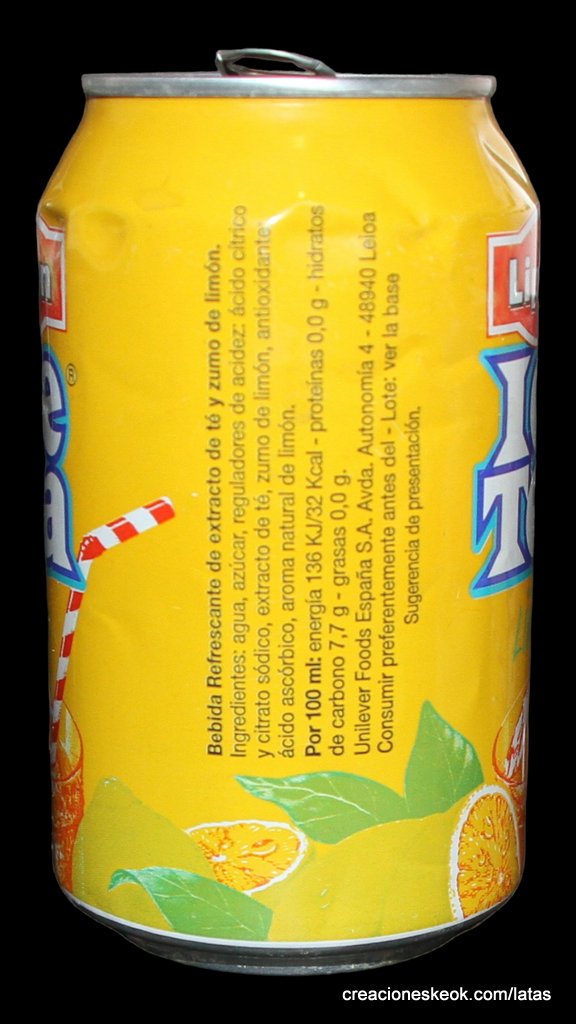 Bebida Refrescante de extracto de té y zumo de limón.
Ingredientes: agua, azúcar, reguladores de acidez: ácido cítrico
y citrato sódico, extracto de té, zumo de limón, antioxidante:
ácido ascórbico, aroma natural de limón.
Por 100 ml: energía 136 KJ/32 Kcal - proteínas 0,0 g - hidratos
de carbono 7,7 g - grasas 0,0 g.
Unilever Foods España S.A. Avda. Autonomía 4 - 48940 Leioa
Consumir preferentemente antes del - Lote: ver la base
Sugerencia de presentación.
creacioneskeok.com/latas